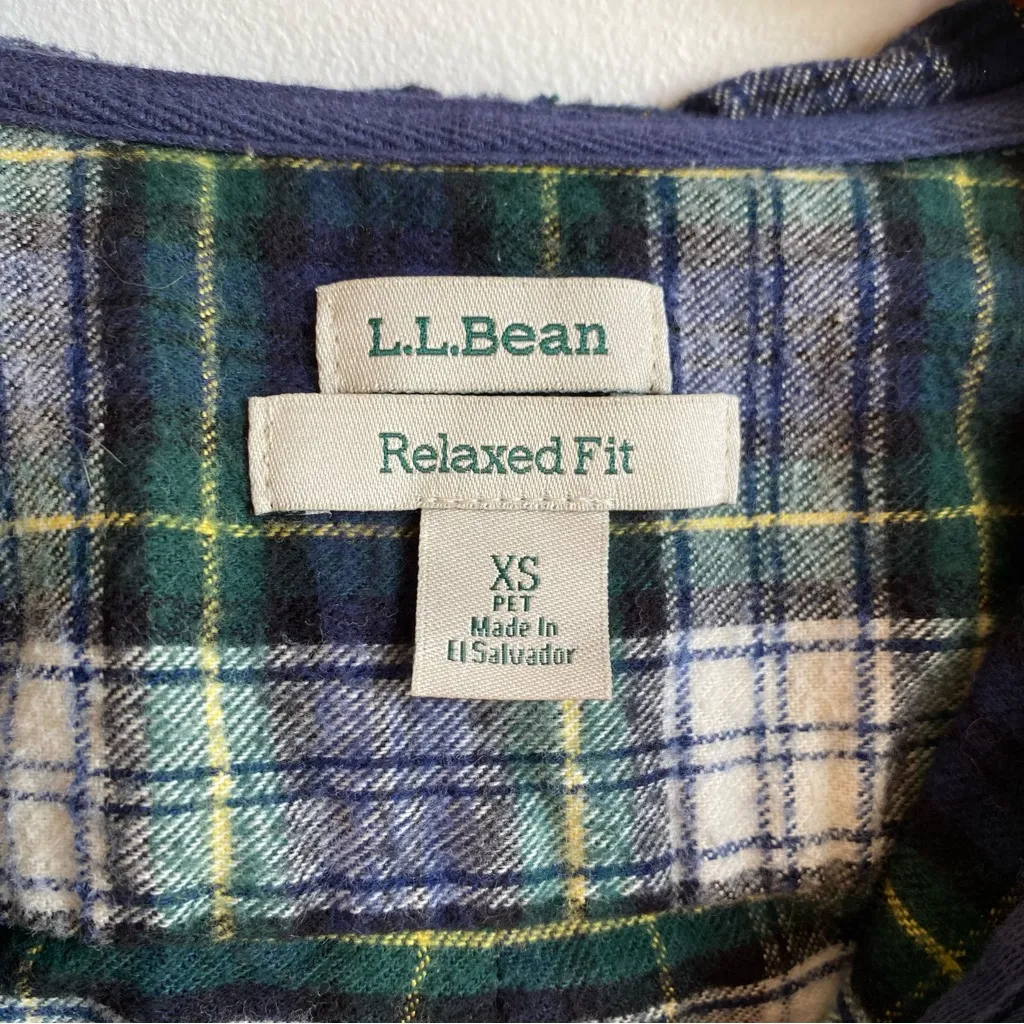 L.L.Bean
Relaxed Fit
XS
PET
Made In
El Salvador